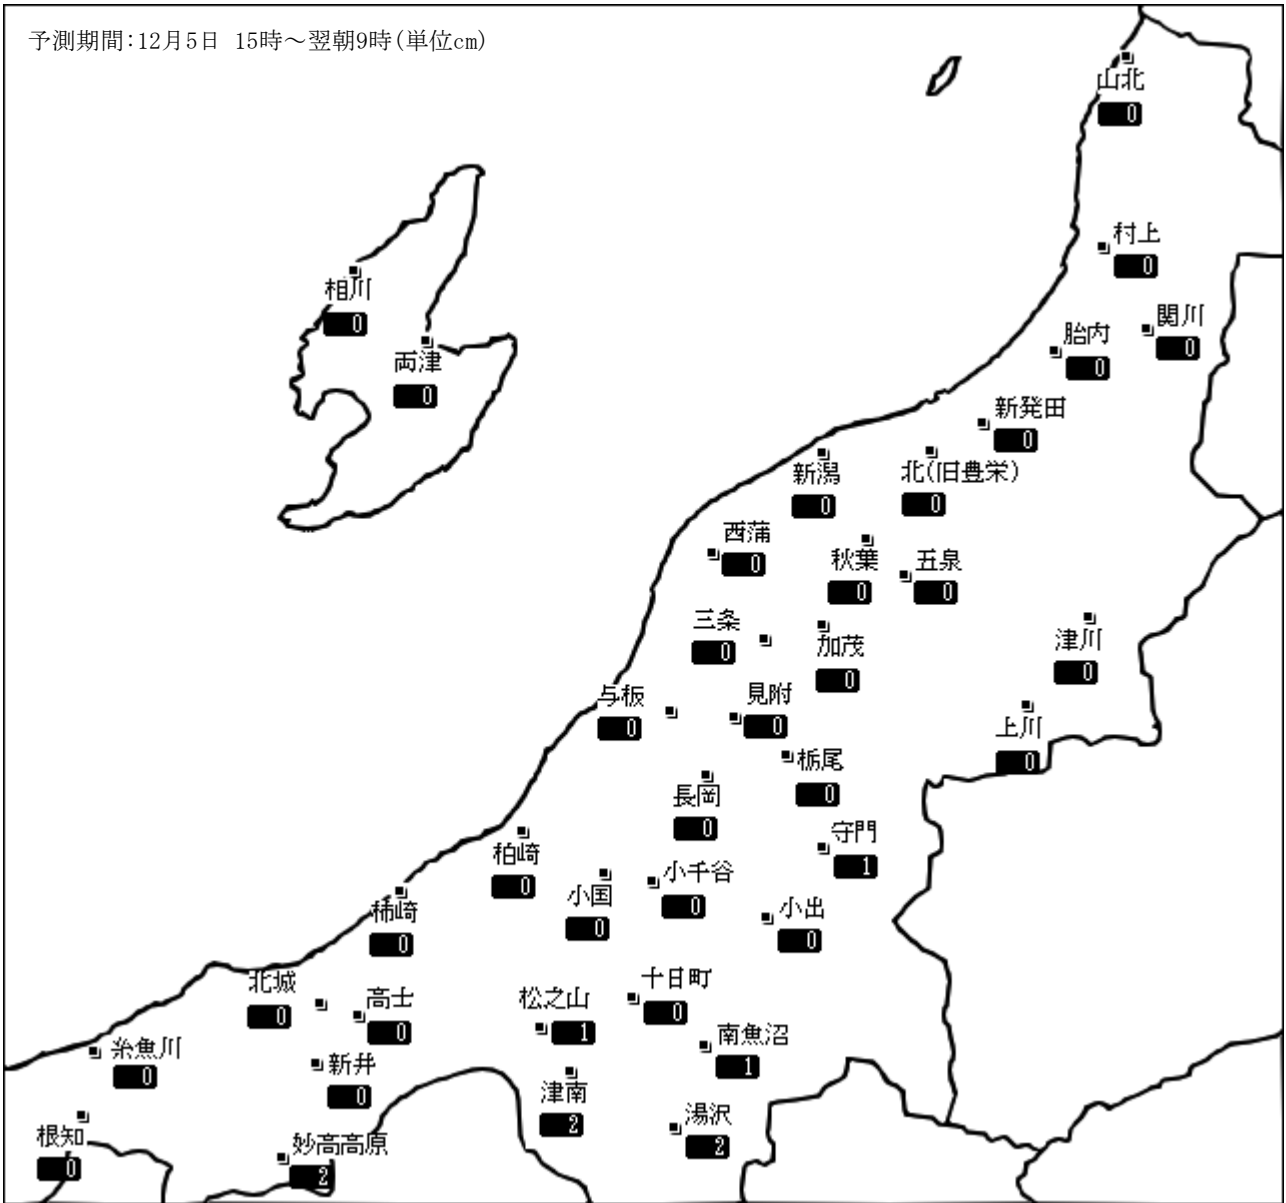 予測期間:12月5日 15時～翌朝9時(単位cm)
山北
0
村上
0
相川
0
関川
0
胎内
0
両津
0
新発田
0
新潟
0
北(旧豊栄)
0
西蒲
0
秋葉
0
五泉
0
三条
0
加茂
0
津川
0
与板
0
見附
0
上川
0
栃尾
0
長岡
0
守門
1
柏崎
0
小国
0
小千谷
0
小出
0
柿崎
0
北城
0
高士
0
松之山
1
十日町
0
南魚沼
1
糸魚川
0
新井
0
津南
2
湯沢
2
根知
0
妙高高原
2